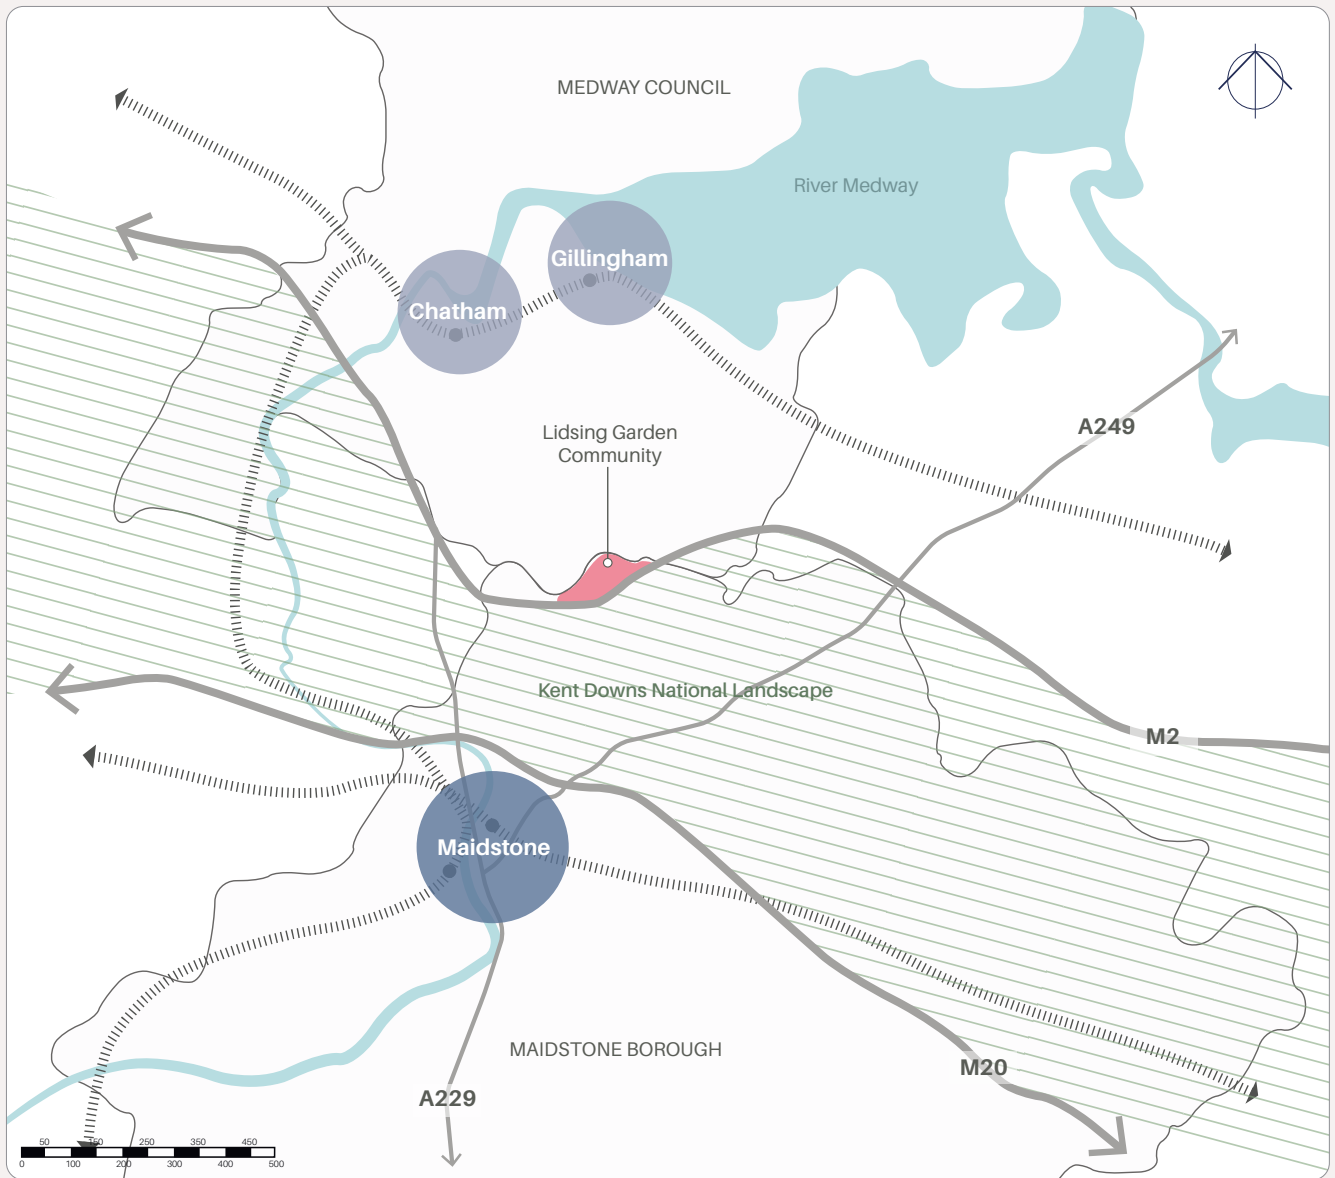 MEDWAY COUNCIL
River Medway
Gillingham
Chatham
A249
Lidsing Garden
Community
Kent Downs National Landscape
M2
Maidstone
MAIDSTONE BOROUGH
M20
A229
50 150 250 350 450
0 100 200 300 400 500